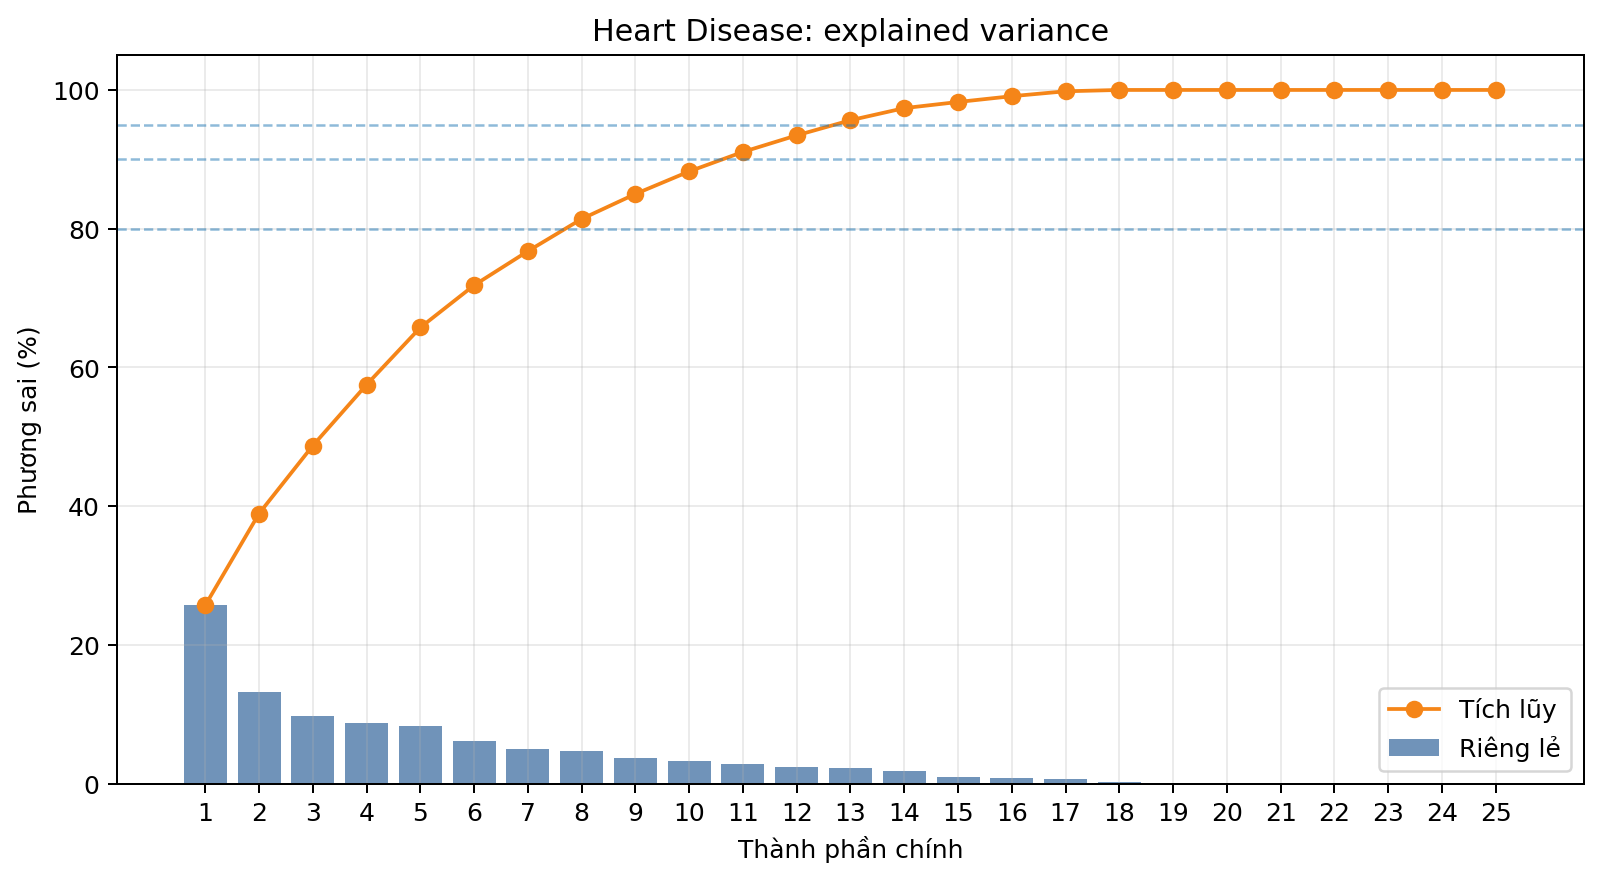 Heart Disease: explained variance
Phương sai (%)
100
80
60
40
20
0
Tích lũy
Riêng lẻ
1 2 3 4 5 6 7 8 9 10 11 12 13 14 15 16 17 18 19 20 21 22 23 24 25
Thành phần chính